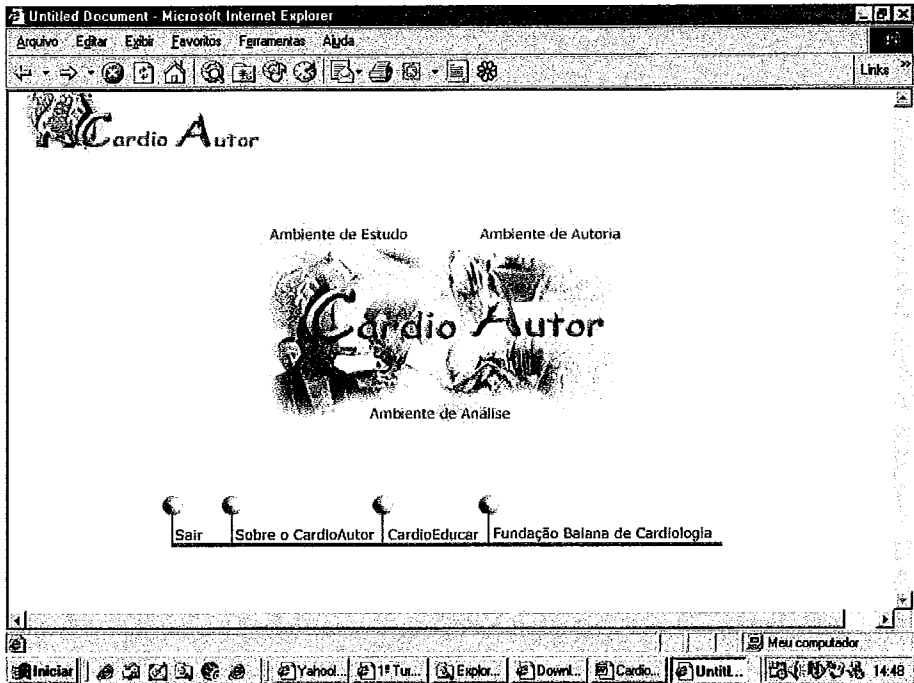 Untitled Document - Microsoft Internet Explorer
Arquivo Editar Exibir Favoritos Ferramentas Ajuda
Links »
Cardio Autor
Ambiente de Estudo Ambiente de Autoria
Cardio Autor
Ambiente de Análise
Sair Sobre o CardioAutor CardioEducar Fundação Baiana de Cardiologia
Meu computador
Iniciar Yahoo!... 1ª Tur... Explor... Downl... Cardio... Untitl... 14:48